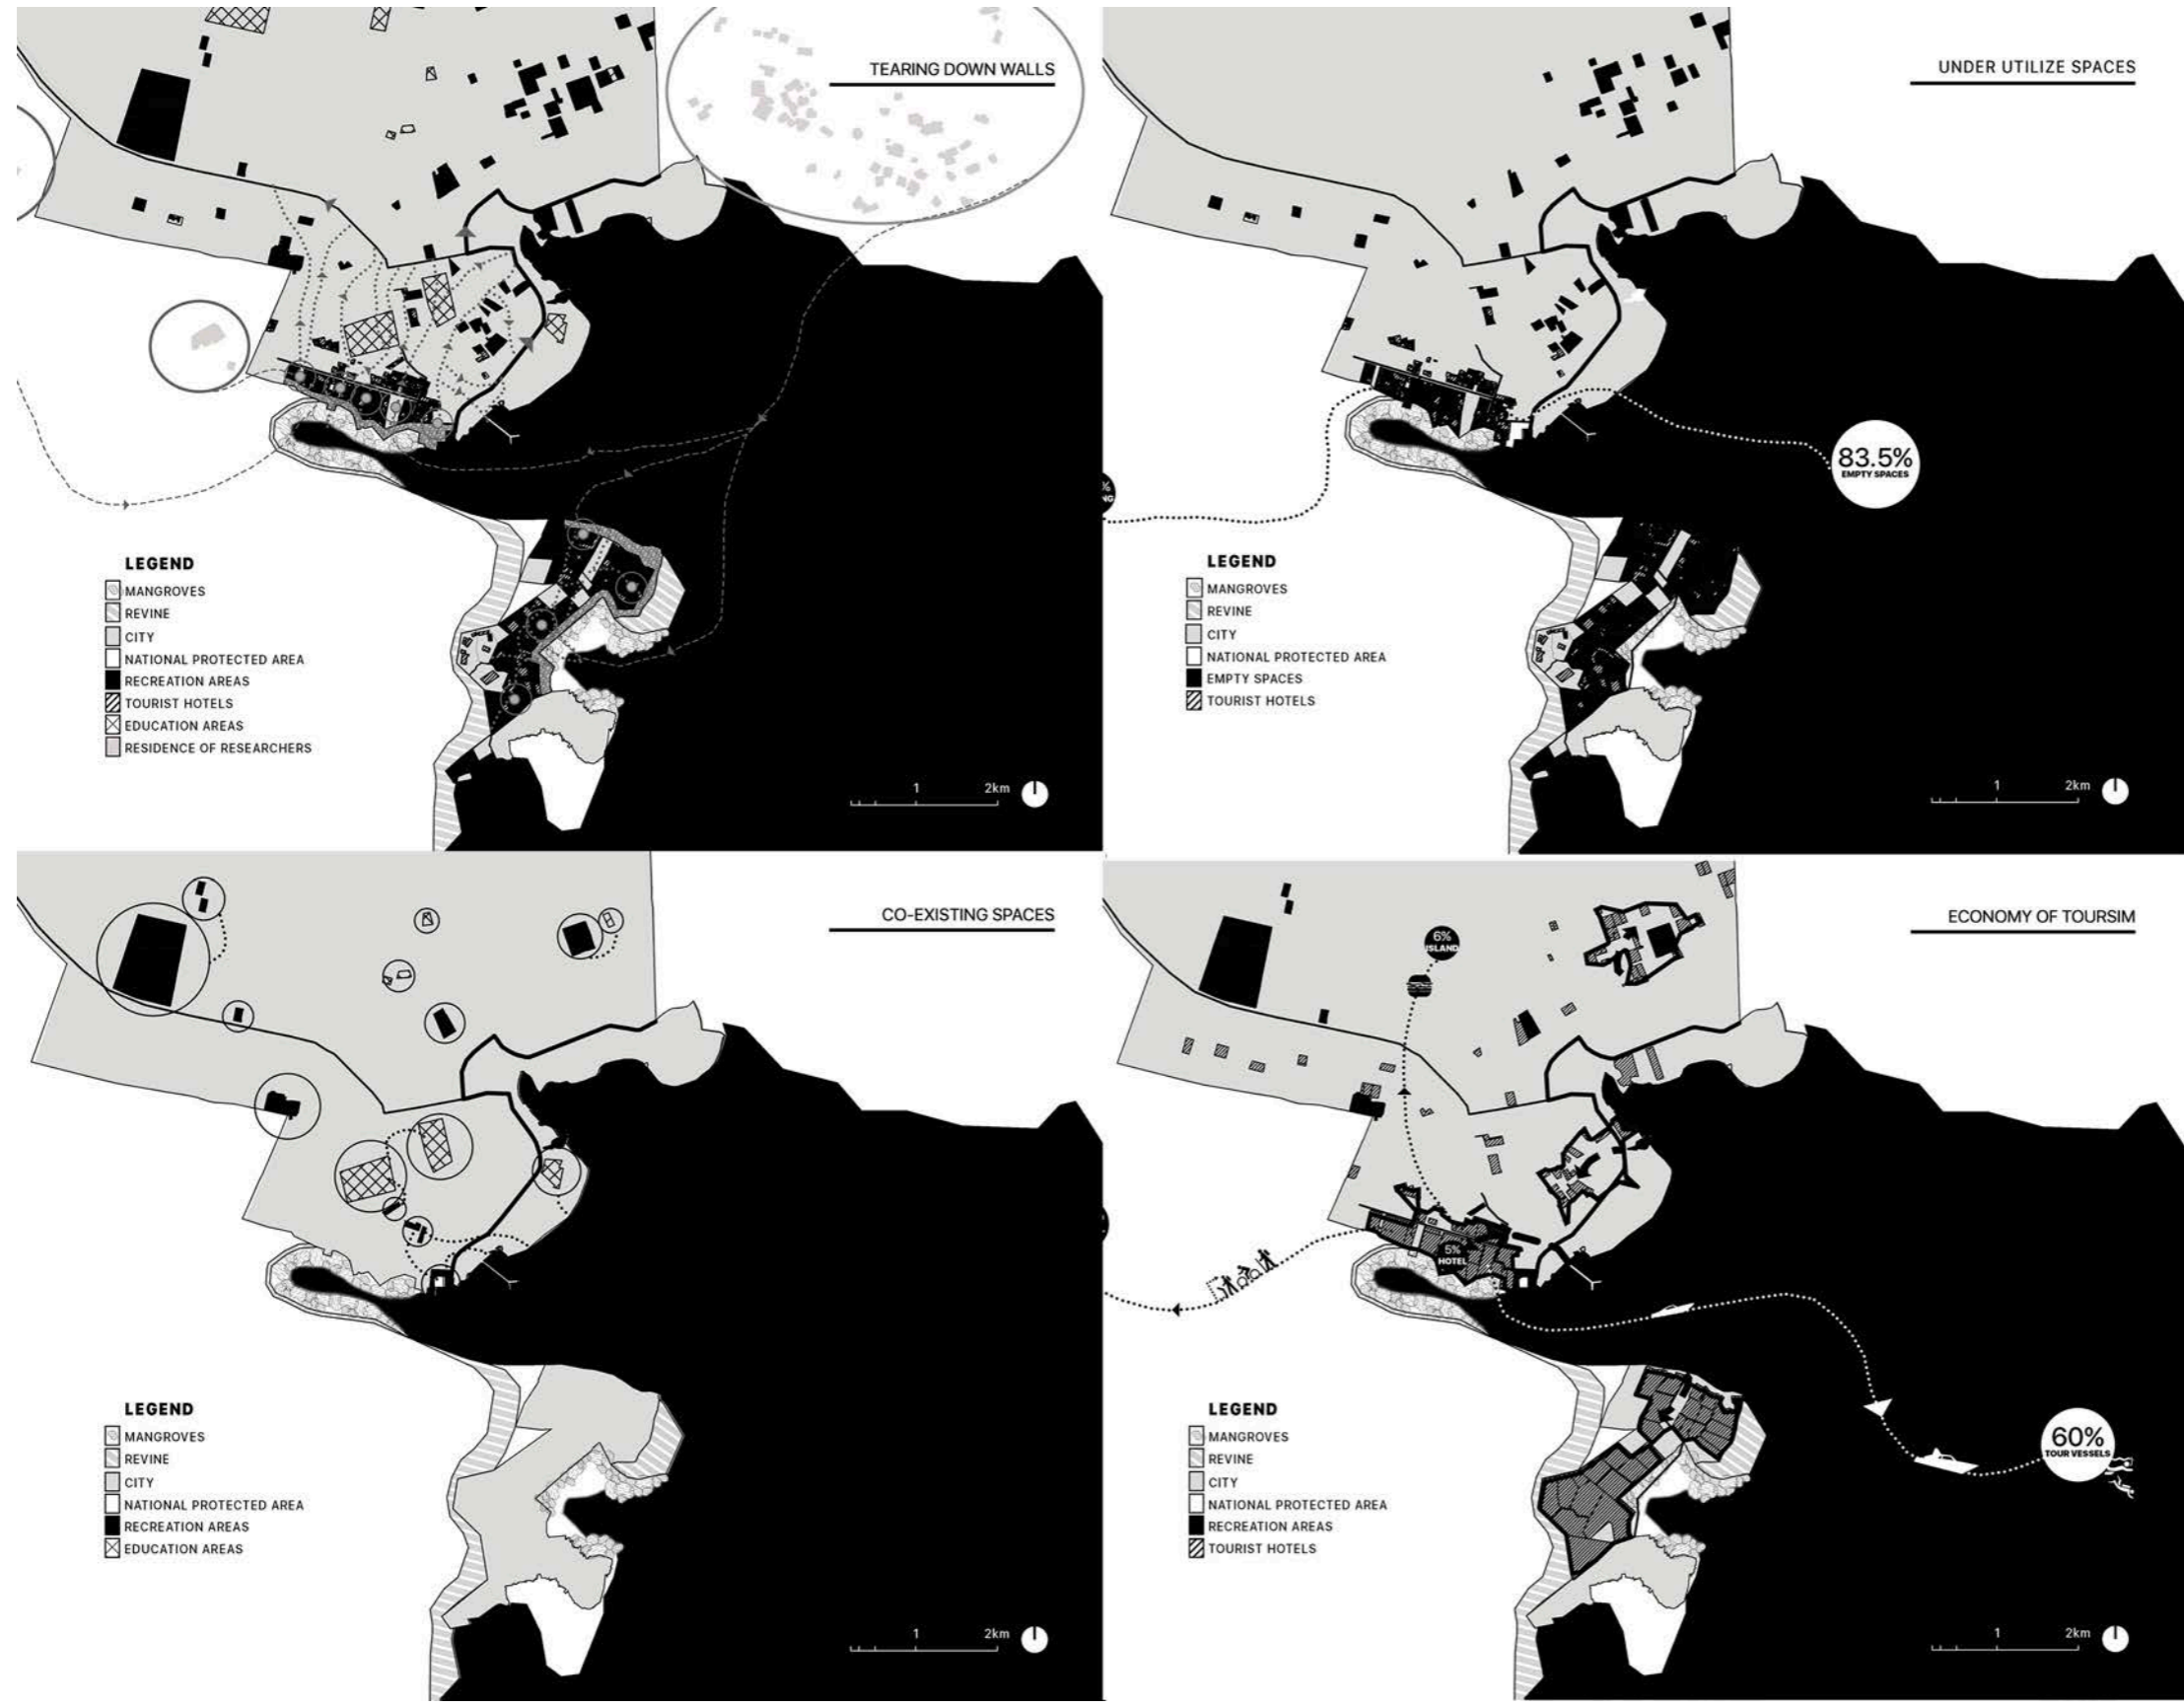 TEARING DOWN WALLS
LEGEND
MANGROVES
REVINE
CITY
NATIONAL PROTECTED AREA
RECREATION AREAS
TOURIST HOTELS
EDUCATION AREAS
RESIDENCE OF RESEARCHERS
1 2km
UNDER UTILIZE SPACES
83.5%
EMPTY SPACES
%
NG
LEGEND
MANGROVES
REVINE
CITY
NATIONAL PROTECTED AREA
EMPTY SPACES
TOURIST HOTELS
1 2km
CO-EXISTING SPACES
LEGEND
MANGROVES
REVINE
CITY
NATIONAL PROTECTED AREA
RECREATION AREAS
EDUCATION AREAS
1 2km
ECONOMY OF TOURSIM
6%
ISLAND
5%
HOTEL
60%
TOUR VESSELS
LEGEND
MANGROVES
REVINE
CITY
NATIONAL PROTECTED AREA
RECREATION AREAS
TOURIST HOTELS
1 2km